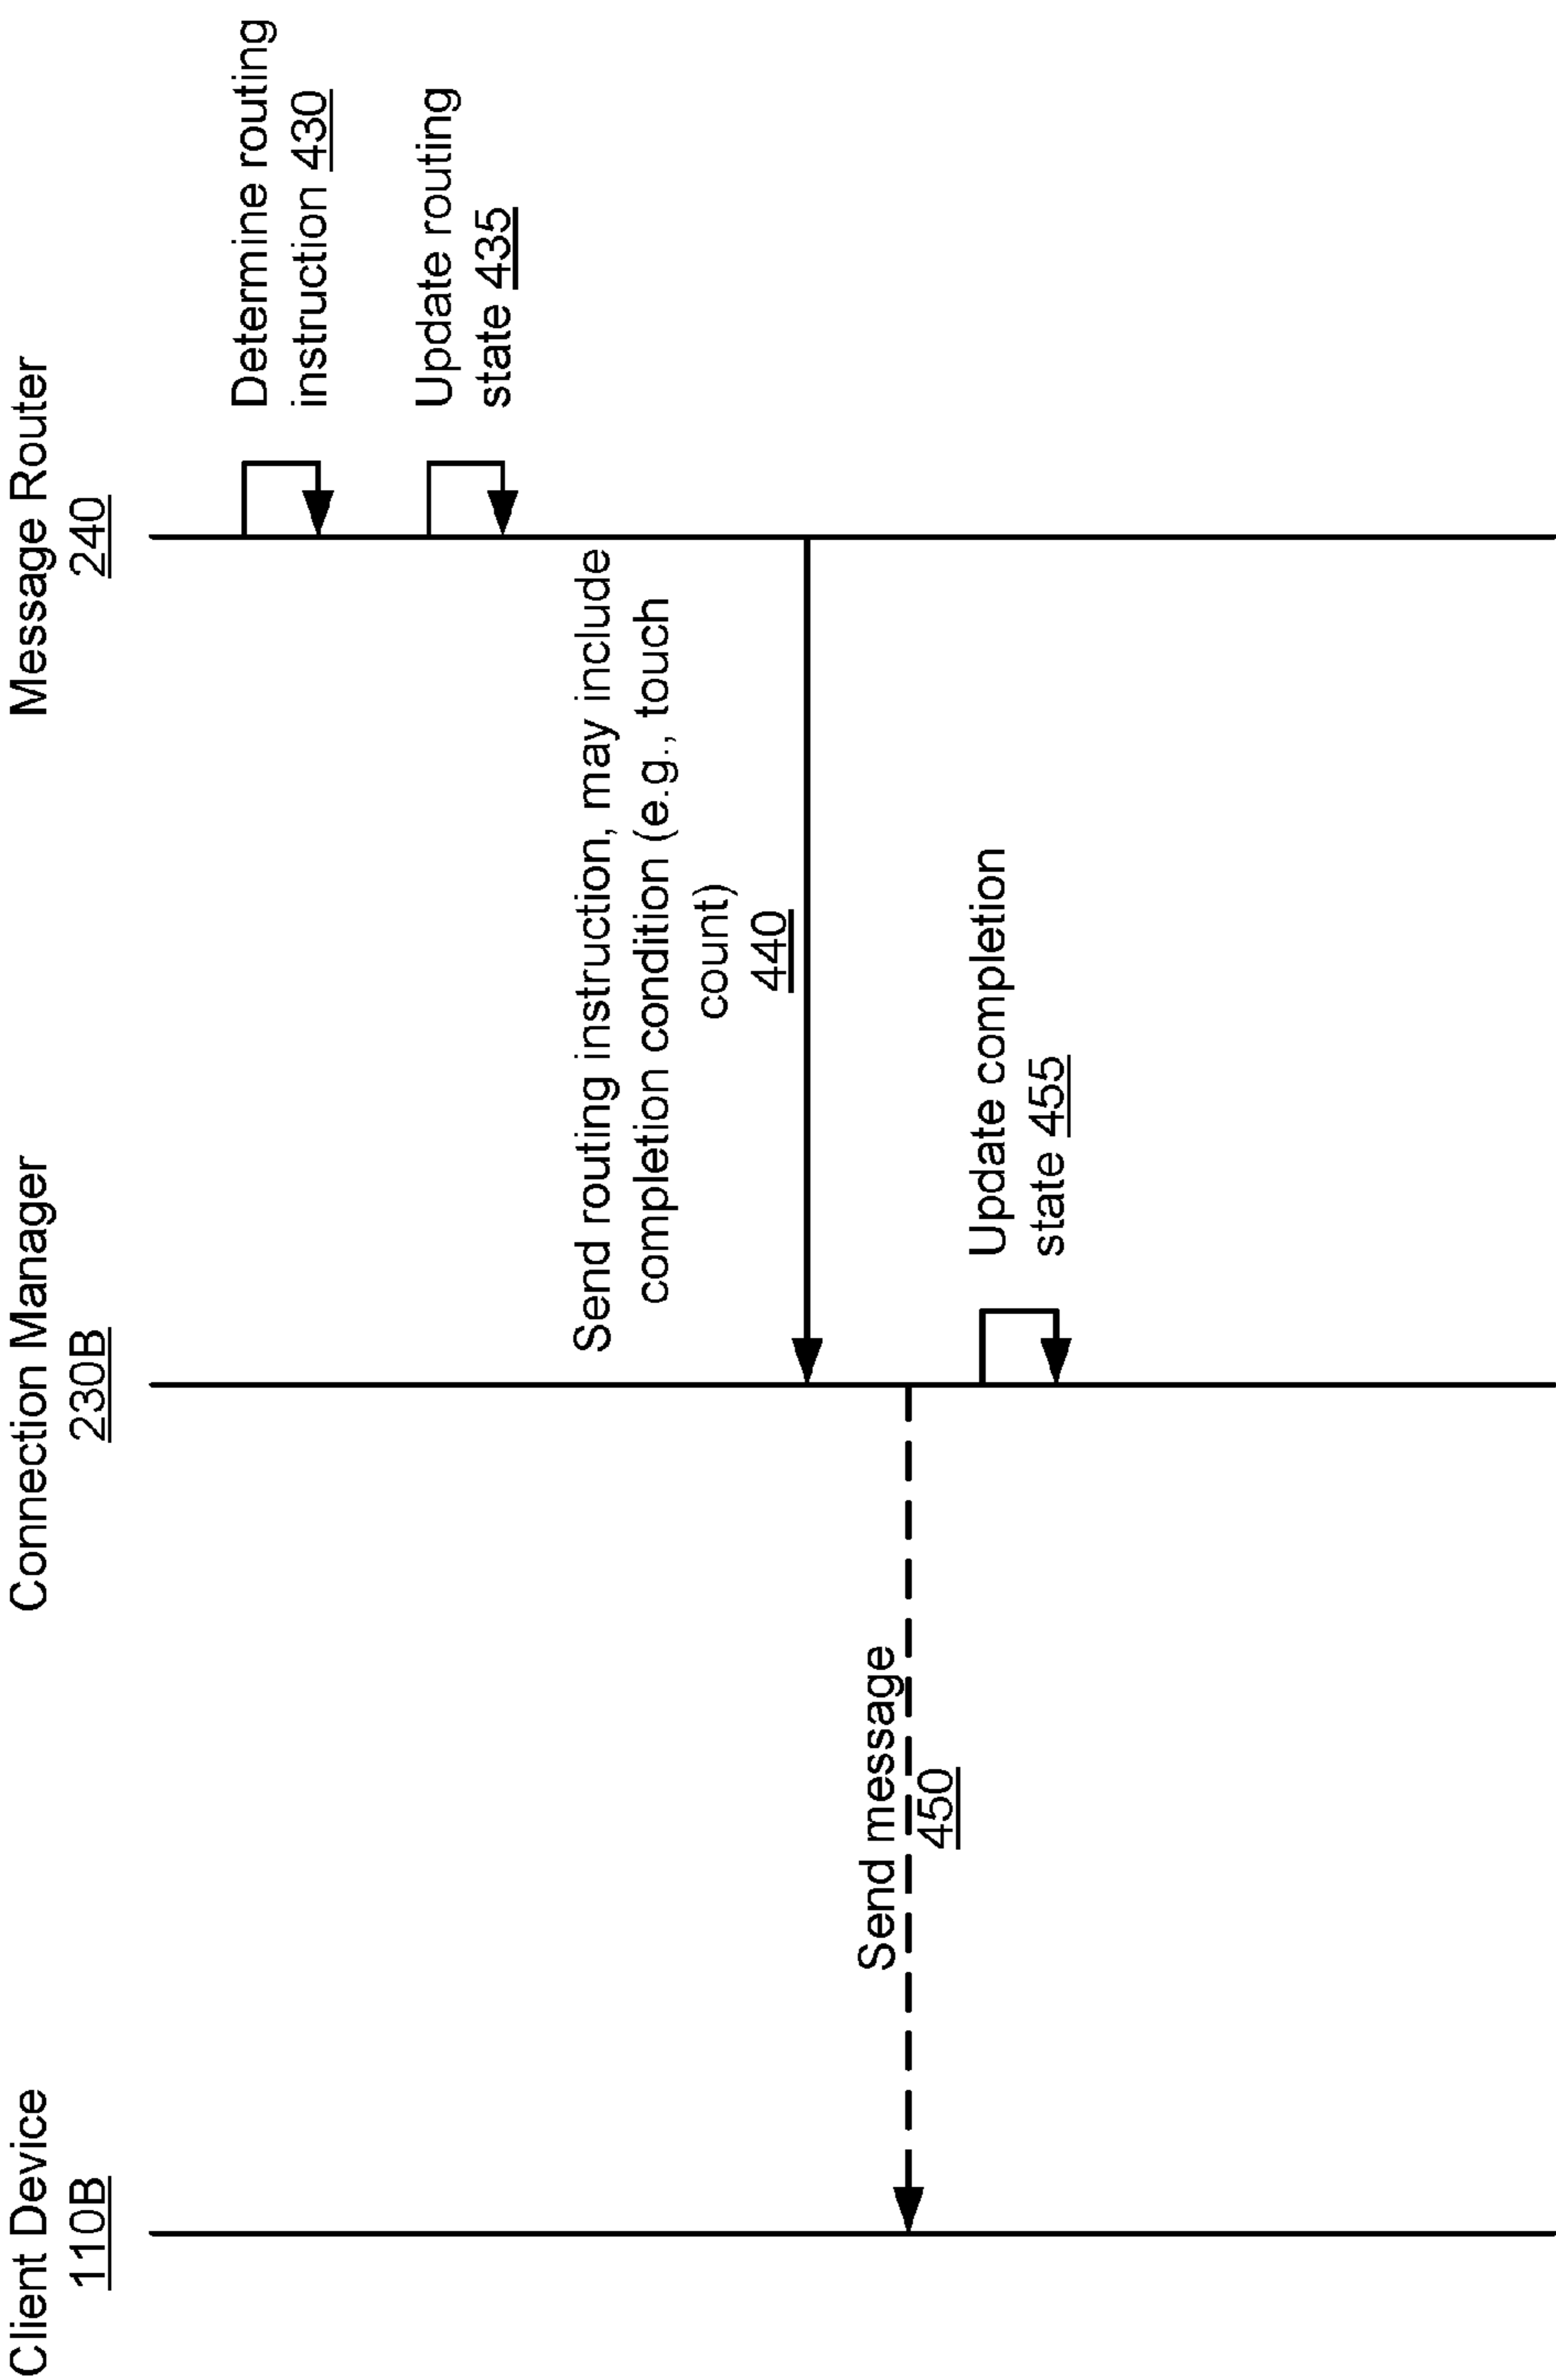 Client Device
110B
Connection Manager
230B
Message Router
240
Determine routing
instruction 430
Update routing
state 435
Send routing instruction, may include
completion condition (e.g., touch
count)
440
Send message
450
Update completion
state 455